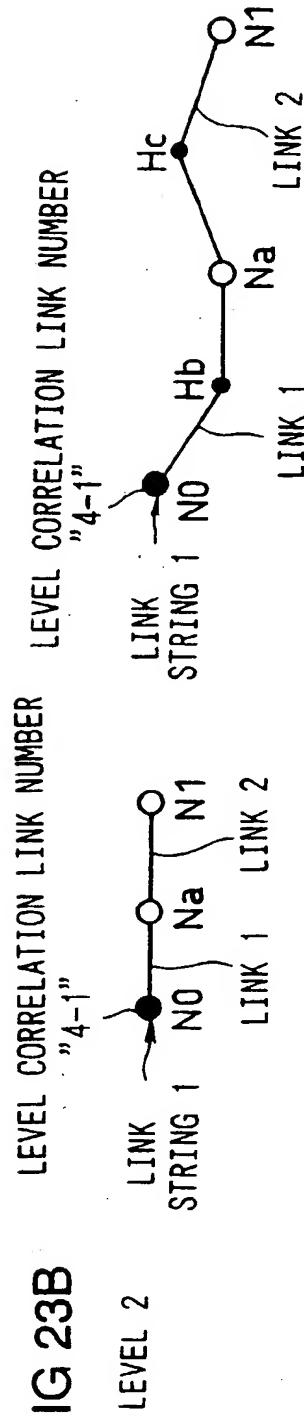 IG 23B
LEVEL 2
LEVEL CORRELATION LINK NUMBER
"4-1"
LINK
STRING 1
N0
Na
N1
LINK 1
LINK 2
LEVEL CORRELATION LINK NUMBER
"4-1"
LINK
STRING 1
N0
Hb
Na
Hc
N1
LINK 1
LINK 2